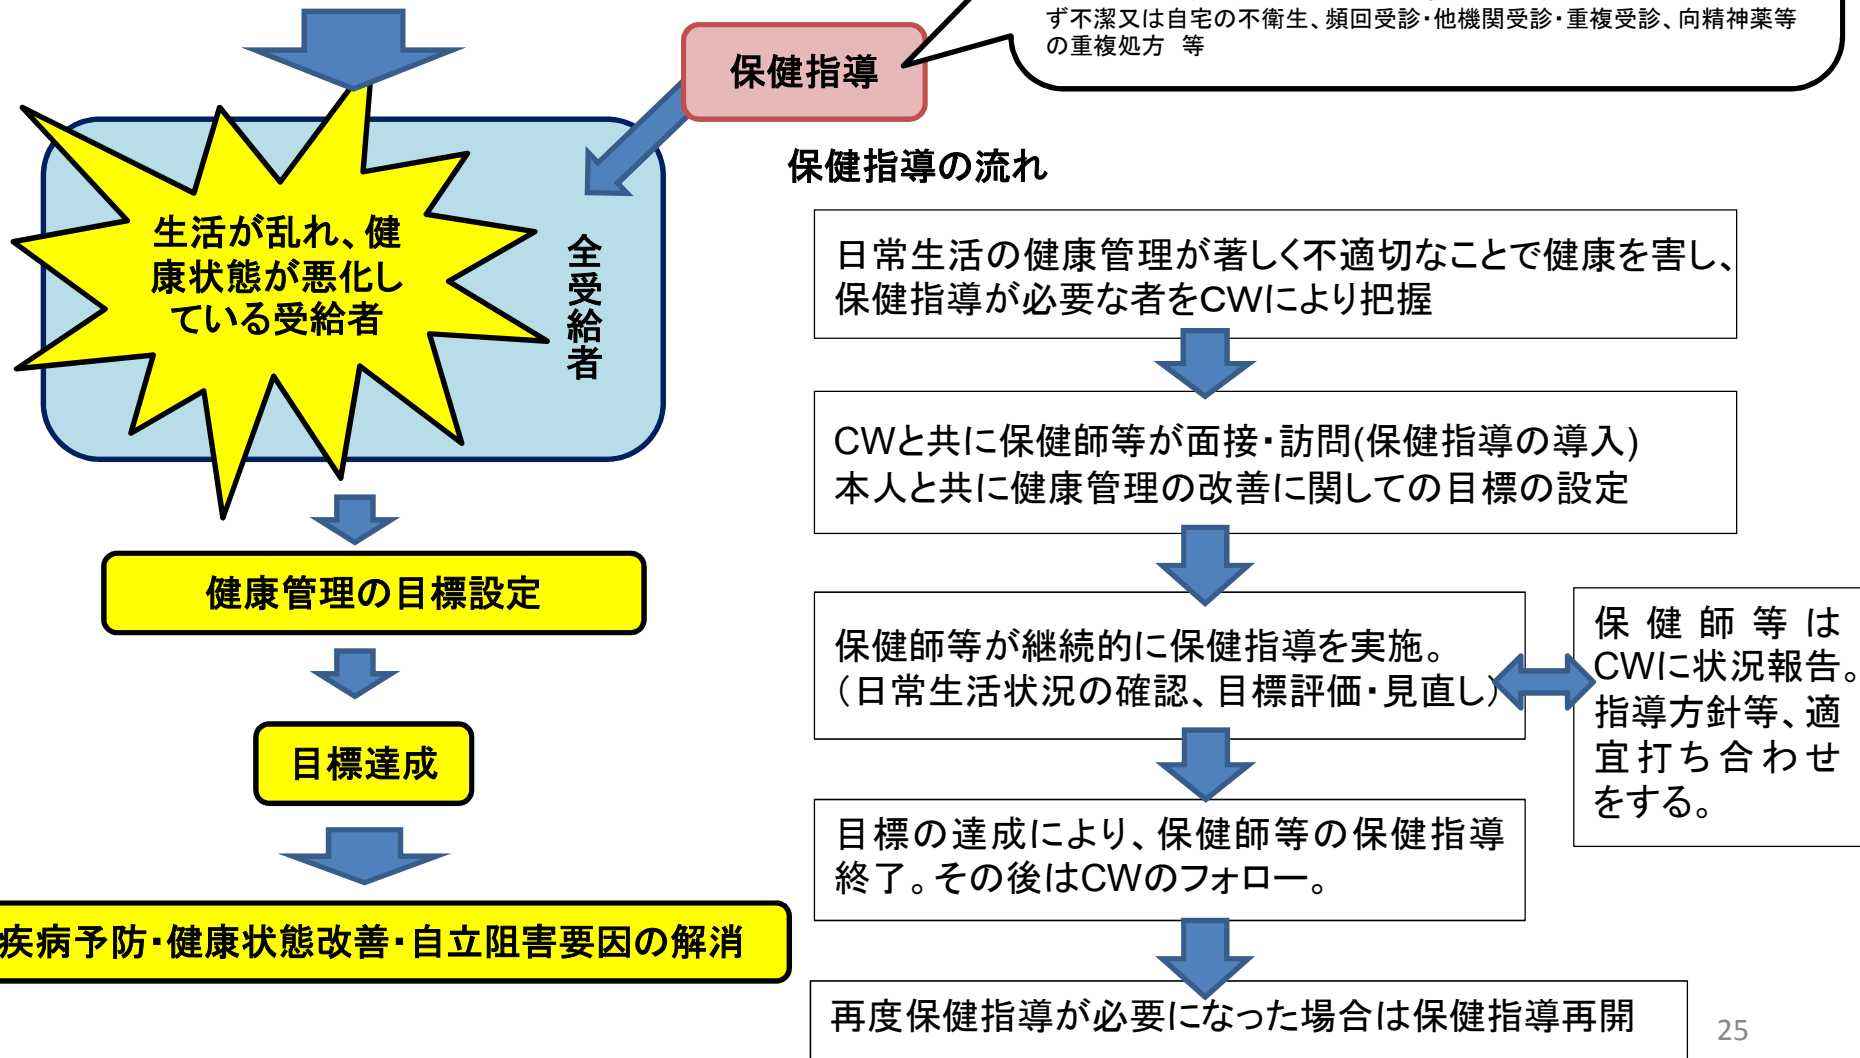 ず不潔又は自宅の不衛生、頻回受診・他機関受診・重複受診、向精神薬等
の重複処方　等
保健指導
生活が乱れ、健
康状態が悪化し
ている受給者
全受給者
健康管理の目標設定
目標達成
疾病予防・健康状態改善・自立阻害要因の解消
保健指導の流れ
日常生活の健康管理が著しく不適切なことで健康を害し、
保健指導が必要な者をCWにより把握
CWと共に保健師等が面接・訪問(保健指導の導入)
本人と共に健康管理の改善に関しての目標の設定
保健師等が継続的に保健指導を実施。
（日常生活状況の確認、目標評価・見直し）
保健師等は
CWに状況報告。
指導方針等、適
宜打ち合わせ
をする。
目標の達成により、保健師等の保健指導
終了。その後はCWのフォロー。
再度保健指導が必要になった場合は保健指導再開
25